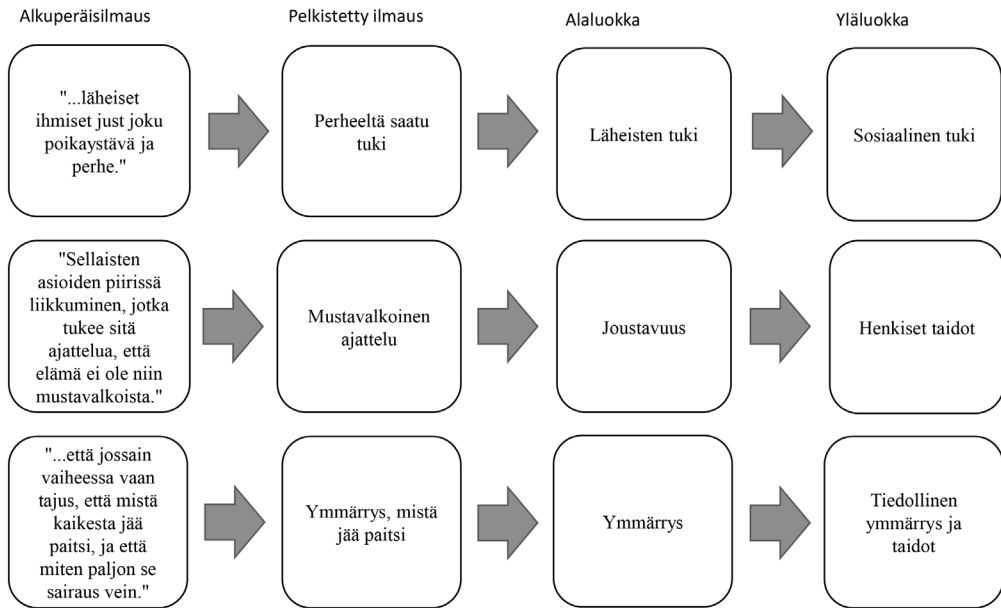 Alkuperäisilmaus
Pelkistetty ilmaus
Alaluokka
Yläluokka
"...läheiset
ihmiset just joku
poikaystävä ja
perhe."
Perheeltä saatu
tuki
Läheisten tuki
Sosiaalinen tuki
"Sellaisten
asioiden piirissä
liikkuminen, jotka
tukee sitä
ajattelua, että
elämä ei ole niin
mustavalkoista."
Mustavalkoinen
ajattelu
Joustavuus
Henkiset taidot
"...että jossain
vaiheessa vaan
tajus, että mistä
kaikesta jää
paitsi, ja että
miten paljon se
sairaus vein."
Ymmärrys, mistä
jää paitsi
Ymmärrys
Tiedollinen
ymmärrys ja
taidot